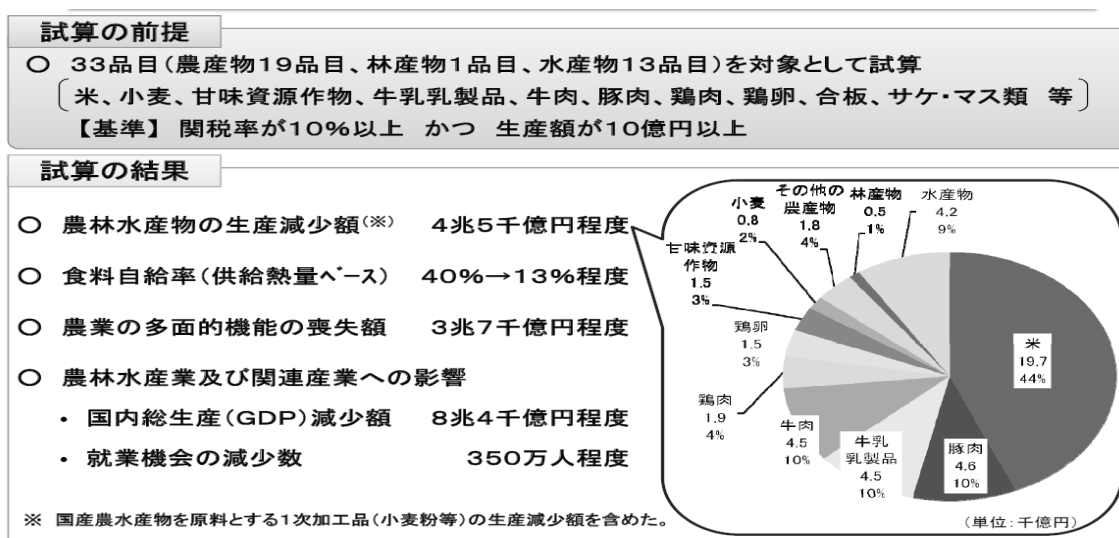 試算の前提
○ 33品目(農産物19品目、林産物1品目、水産物13品目)を対象として試算
米、小麦、甘味資源作物、牛乳乳製品、牛肉、豚肉、鶏肉、鶏卵、合板、サケ・マス類 等
【基準】 関税率が10%以上 かつ 生産額が10億円以上
試算の結果
○ 農林水産物の生産減少額(※) 4兆5千億円程度
○ 食料自給率(供給熱量ベース) 40%→13%程度
○ 農業の多面的機能の喪失額 3兆7千億円程度
○ 農林水産業及び関連産業への影響
・ 国内総生産(GDP)減少額 8兆4千億円程度
・ 就業機会の減少数 350万人程度
※ 国産農水産物を原料とする1次加工品(小麦粉等)の生産減少額を含めた。
米
19.7
44%
豚肉
4.6
10%
牛乳
乳製品
4.5
10%
牛肉
4.5
10%
鶏肉
1.9
4%
鶏卵
1.5
3%
甘味資源
作物
1.5
3%
小麦
0.8
2%
その他の
農産物
1.8
4%
林産物
0.5
1%
水産物
4.2
9%
(単位:千億円)